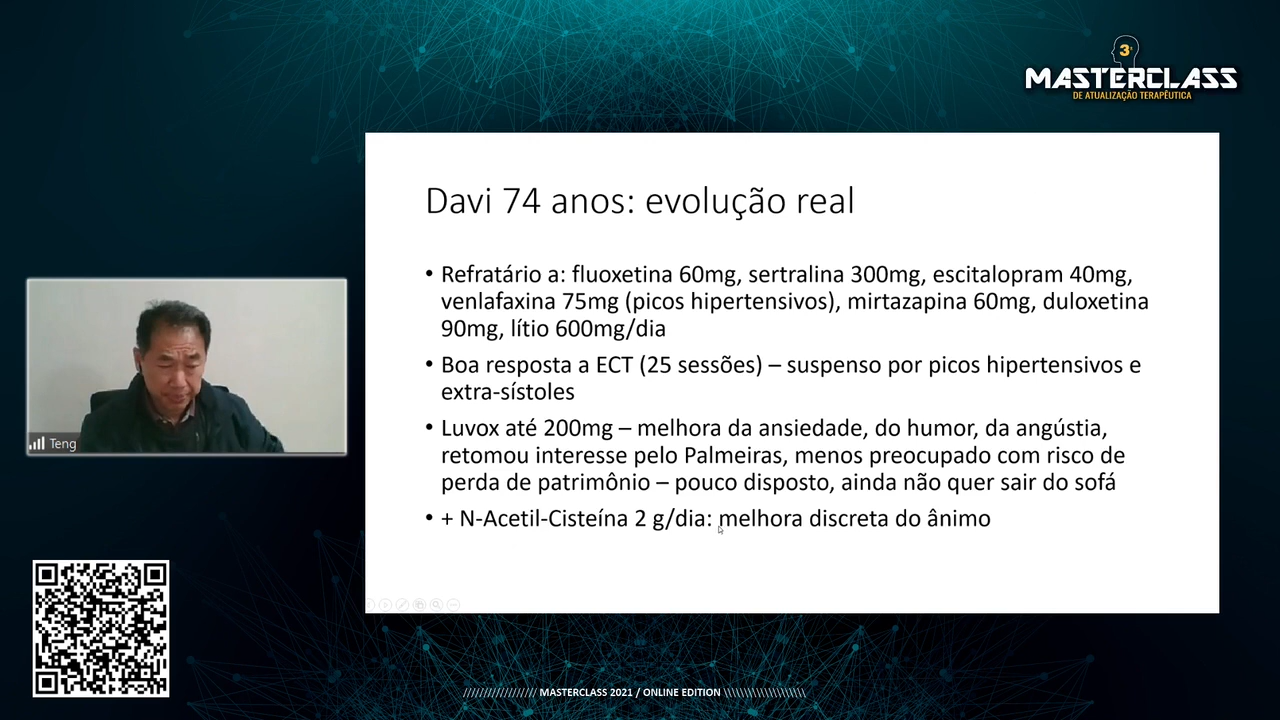 3ª
MASTERCLASS
DE ATUALIZAÇÃO TERAPÊUTICA
Davi 74 anos: evolução real
• Refratário a: fluoxetina 60mg, sertralina 300mg, escitalopram 40mg,
venlafaxina 75mg (picos hipertensivos), mirtazapina 60mg, duloxetina
90mg, lítio 600mg/dia
• Boa resposta a ECT (25 sessões) – suspenso por picos hipertensivos e
extra-sístoles
• Luvox até 200mg – melhora da ansiedade, do humor, da angústia,
retomou interesse pelo Palmeiras, menos preocupado com risco de
perda de patrimônio – pouco disposto, ainda não quer sair do sofá
• + N-Acetil-Cisteína 2 g/dia: melhora discreta do ânimo
Teng
/////////////////// MASTERCLASS 2021 / ONLINE EDITION \\\\\\\\\\\\\\\\\\\\\